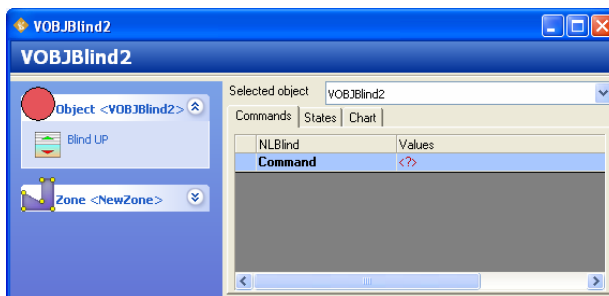 VOBJBlind2
VOBJBlind2
Object <VOBJBlind2>
Blind UP
Zone <NewZone>
Selected object VOBJBlind2
Commands States Chart
NLBlind Values
Command <?>